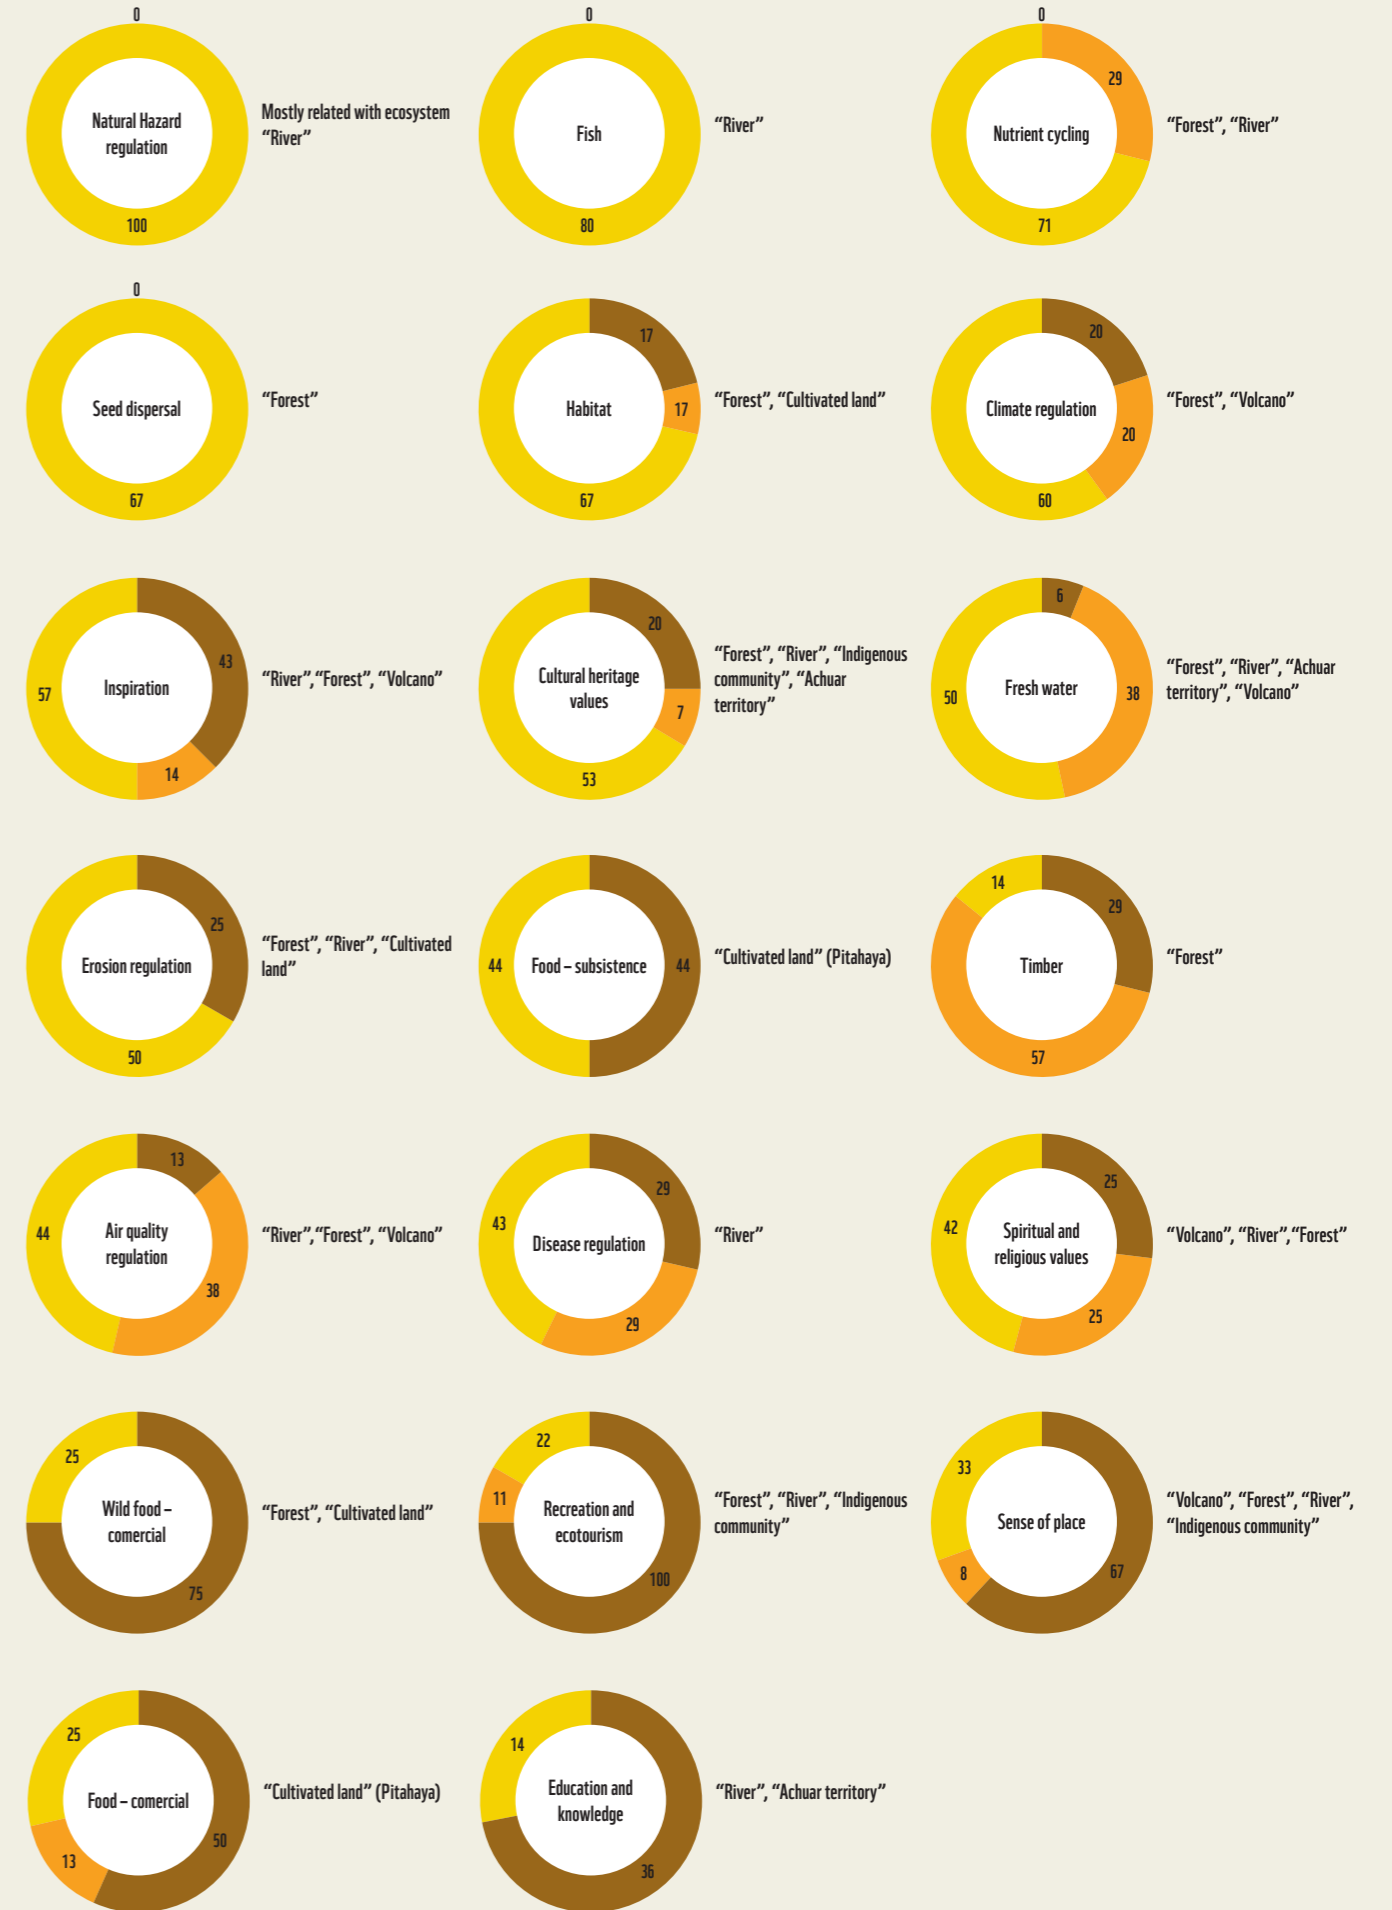 0
Natural Hazard
regulation
100
Mostly related with ecosystem
“River”
0
Fish
80
“River”
0
29
Nutrient cycling
71
“Forest”, “River”
0
Seed dispersal
67
“Forest”
17
Habitat
17
67
“Forest”, “Cultivated land”
20
Climate regulation
20
60
“Forest”, “Volcano”
43
Inspiration
57
14
“River”, “Forest”, “Volcano”
20
Cultural heritage
values
7
53
“Forest”, “River”, “Indigenous
community”, “Achuar
territory”
6
Fresh water
50
38
“Forest”, “River”, “Achuar
territory”, “Volcano”
25
Erosion regulation
50
“Forest”, “River”, “Cultivated
land”
44
Food – subsistence
44
“Cultivated land” (Pitahaya)
14
29
Timber
57
“Forest”
13
Air quality
regulation
44
38
“River”, “Forest”, “Volcano”
29
43
Disease regulation
29
“River”
25
42
Spiritual and
religious values
25
“Volcano”, “River”, “Forest”
25
Wild food –
comercial
75
“Forest”, “Cultivated land”
22
11
Recreation and
ecotourism
100
“Forest”, “River”, “Indigenous
community”
33
Sense of place
8
67
“Volcano”, “Forest”, “River”,
“Indigenous community”
25
Food – comercial
50
13
“Cultivated land” (Pitahaya)
14
Education and
knowledge
36
“River”, “Achuar territory”